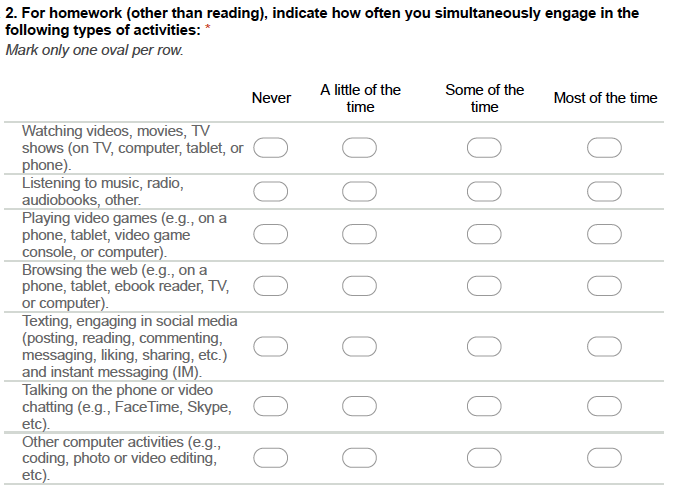 2. For homework (other than reading), indicate how often you simultaneously engage in the
following types of activities: *
Mark only one oval per row.
Never
A little of the
time
Some of the
time
Most of the time
Watching videos, movies, TV
shows (on TV, computer, tablet, or
phone).
Listening to music, radio,
audiobooks, other.
Playing video games (e.g., on a
phone, tablet, video game
console, or computer).
Browsing the web (e.g., on a
phone, tablet, ebook reader, TV,
or computer).
Texting, engaging in social media
(posting, reading, commenting,
messaging, liking, sharing, etc.)
and instant messaging (IM).
Talking on the phone or video
chatting (e.g., FaceTime, Skype,
etc).
Other computer activities (e.g.,
coding, photo or video editing,
etc).